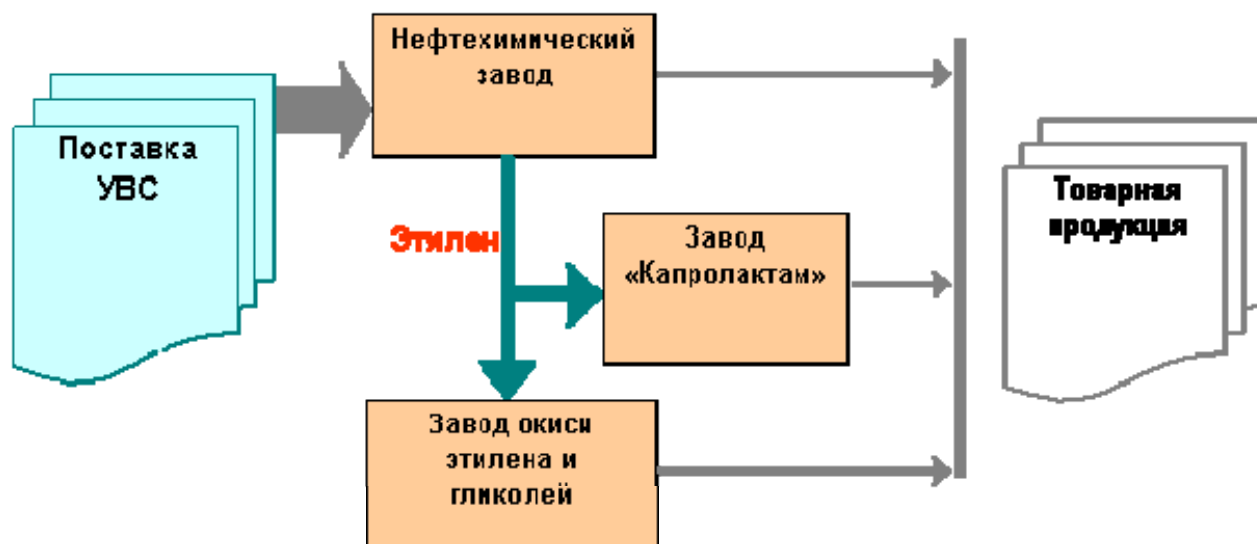 Нефтехимический
завод
Поставка
УВС
Этилен
Завод
«Капролактам»
Товарная
продукция
Завод окиси
этилена и
гликолей